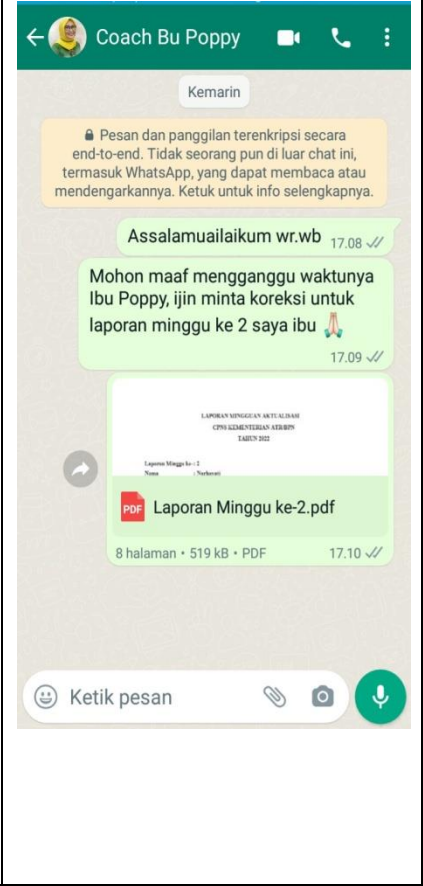 Coach Bu Poppy
Kemarin
Pesan dan panggilan terenkripsi secara
end-to-end. Tidak seorang pun di luar chat ini,
termasuk WhatsApp, yang dapat membaca atau
mendengarkannya. Ketuk untuk info selengkapnya.
Assalamuailaikum wr.wb 17.08
Mohon maaf mengganggu waktunya
Ibu Poppy, ijin minta koreksi untuk
laporan minggu ke 2 saya ibu 🙏🏻
17.09
LAPORAN MINGGUAN AKTUALISASI
CPNS KEMENTERIAN ATR/BPN
TAHUN 2022
Laporan Minggu ke : 2
Nama : Nurhayati
PDF Laporan Minggu ke-2.pdf
8 halaman • 519 kB • PDF 17.10
Ketik pesan